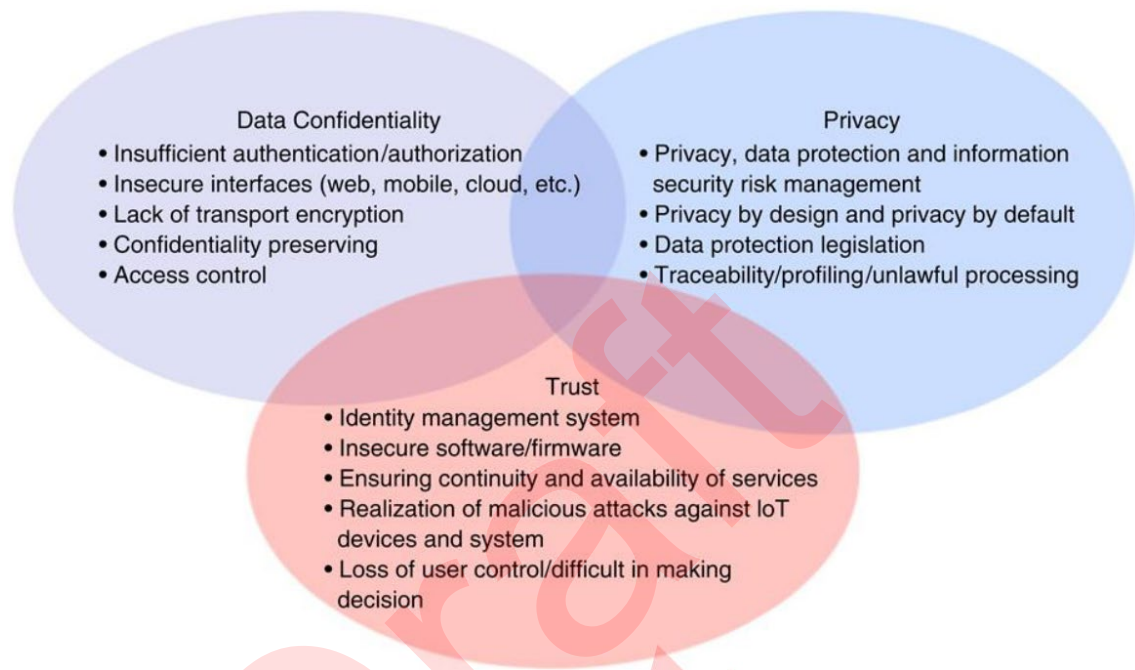 Data Confidentiality
• Insufficient authentication/authorization
• Insecure interfaces (web, mobile, cloud, etc.)
• Lack of transport encryption
• Confidentiality preserving
• Access control
Privacy
• Privacy, data protection and information
security risk management
• Privacy by design and privacy by default
• Data protection legislation
• Traceability/profiling/unlawful processing
Trust
• Identity management system
• Insecure software/firmware
• Ensuring continuity and availability of services
• Realization of malicious attacks against IoT
devices and system
• Loss of user control/difficult in making
decision